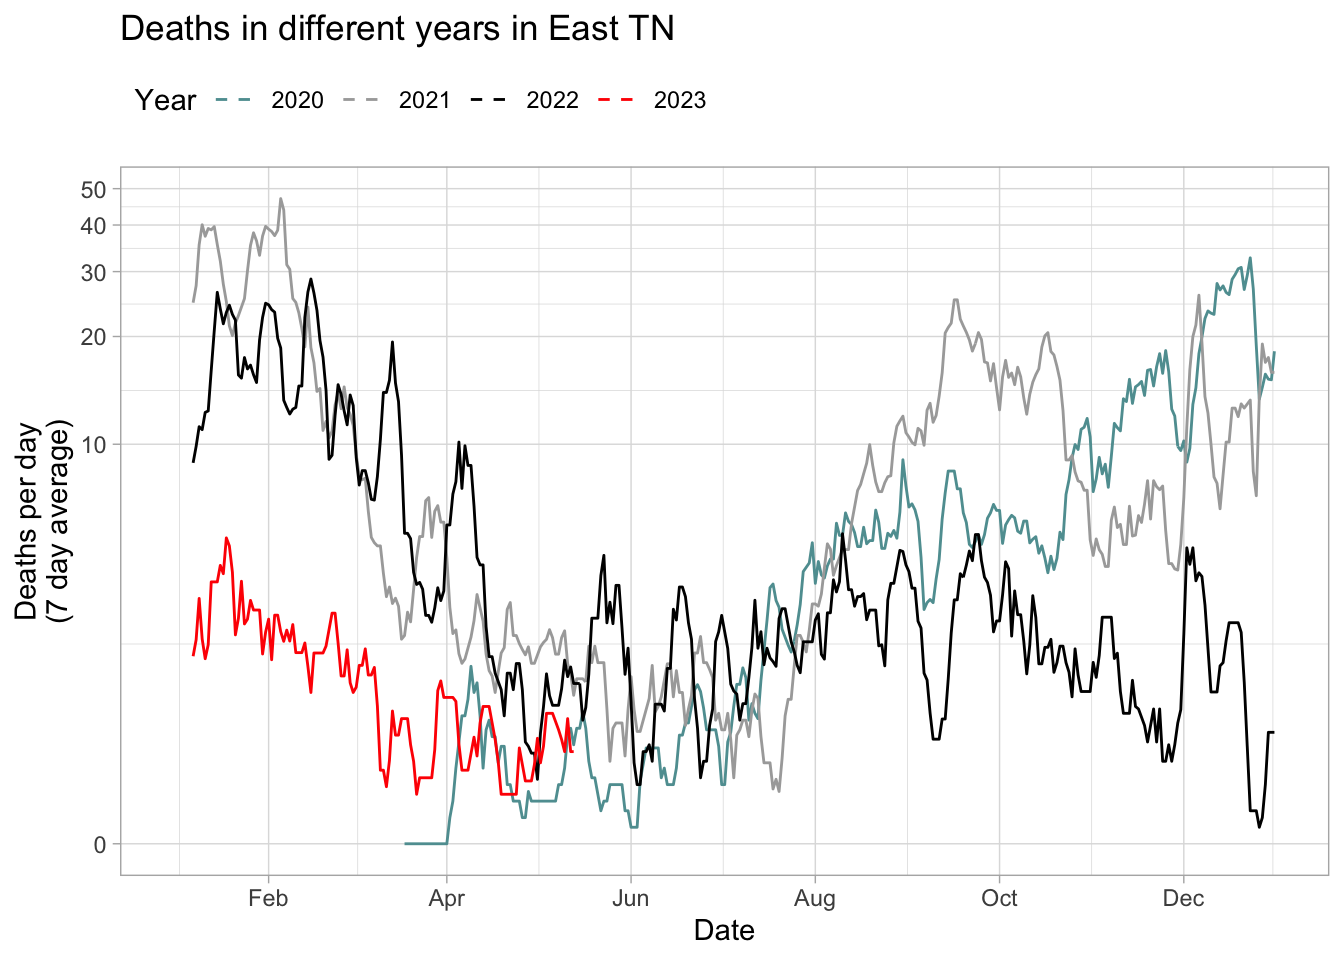 Deaths in different years in East TN
Year 2020 2021 2022 2023
50
40
30
20
10
0
Deaths per day
(7 day average)
Feb Apr Jun Aug Oct Dec
Date